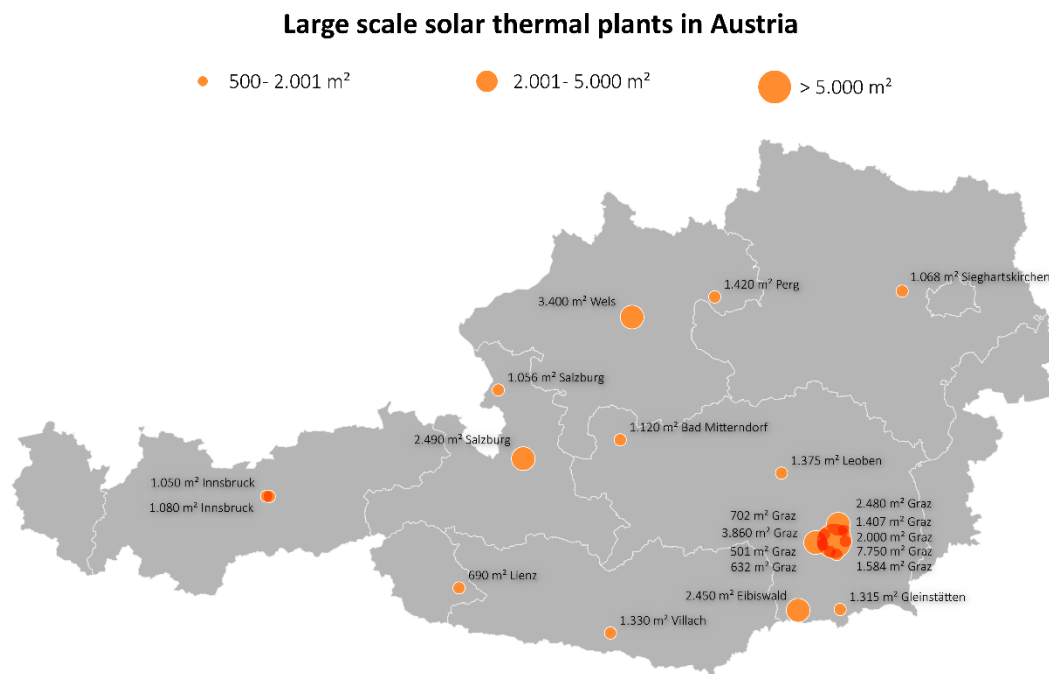 Large scale solar thermal plants in Austria
500- 2.001 m²
2.001- 5.000 m²
> 5.000 m²
1.068 m² Sieghartskirchen
1.420 m² Perg
3.400 m² Wels
1.056 m² Salzburg
1.120 m² Bad Mitterndorf
2.490 m² Salzburg
1.375 m² Leoben
1.050 m² Innsbruck
1.080 m² Innsbruck
702 m² Graz
3.860 m² Graz
501 m² Graz
632 m² Graz
2.480 m² Graz
1.407 m² Graz
2.000 m² Graz
7.750 m² Graz
1.584 m² Graz
690 m² Lienz
2.450 m² Eibiswald
1.315 m² Gleinstätten
1.330 m² Villach